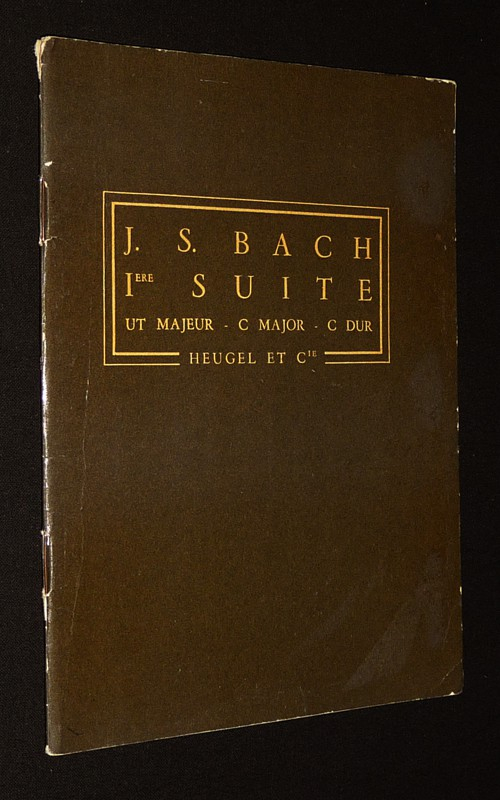 J. S. BACH
IERE SUITE
UT MAJEUR - C MAJOR - C DUR
HEUGEL ET CIE